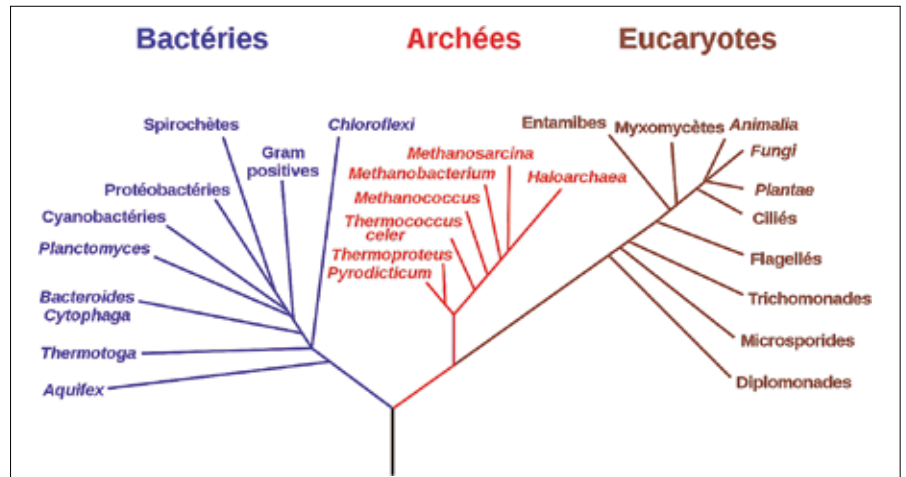 Bactéries
Archées
Eucaryotes
Spirochètes
Chloroflexi
Gram
positives
Protéobactéries
Cyanobactéries
Planctomyces
Bacteroides
Cytophaga
Thermotoga
Aquifex
Methanosarcina
Methanobacterium
Haloarchaea
Methanococcus
Thermococcus
celer
Thermoproteus
Pyrodicticum
Entamibes
Myxomycètes
Animalia
Fungi
Plantae
Ciliés
Flagellés
Trichomonades
Microsporides
Diplomonades